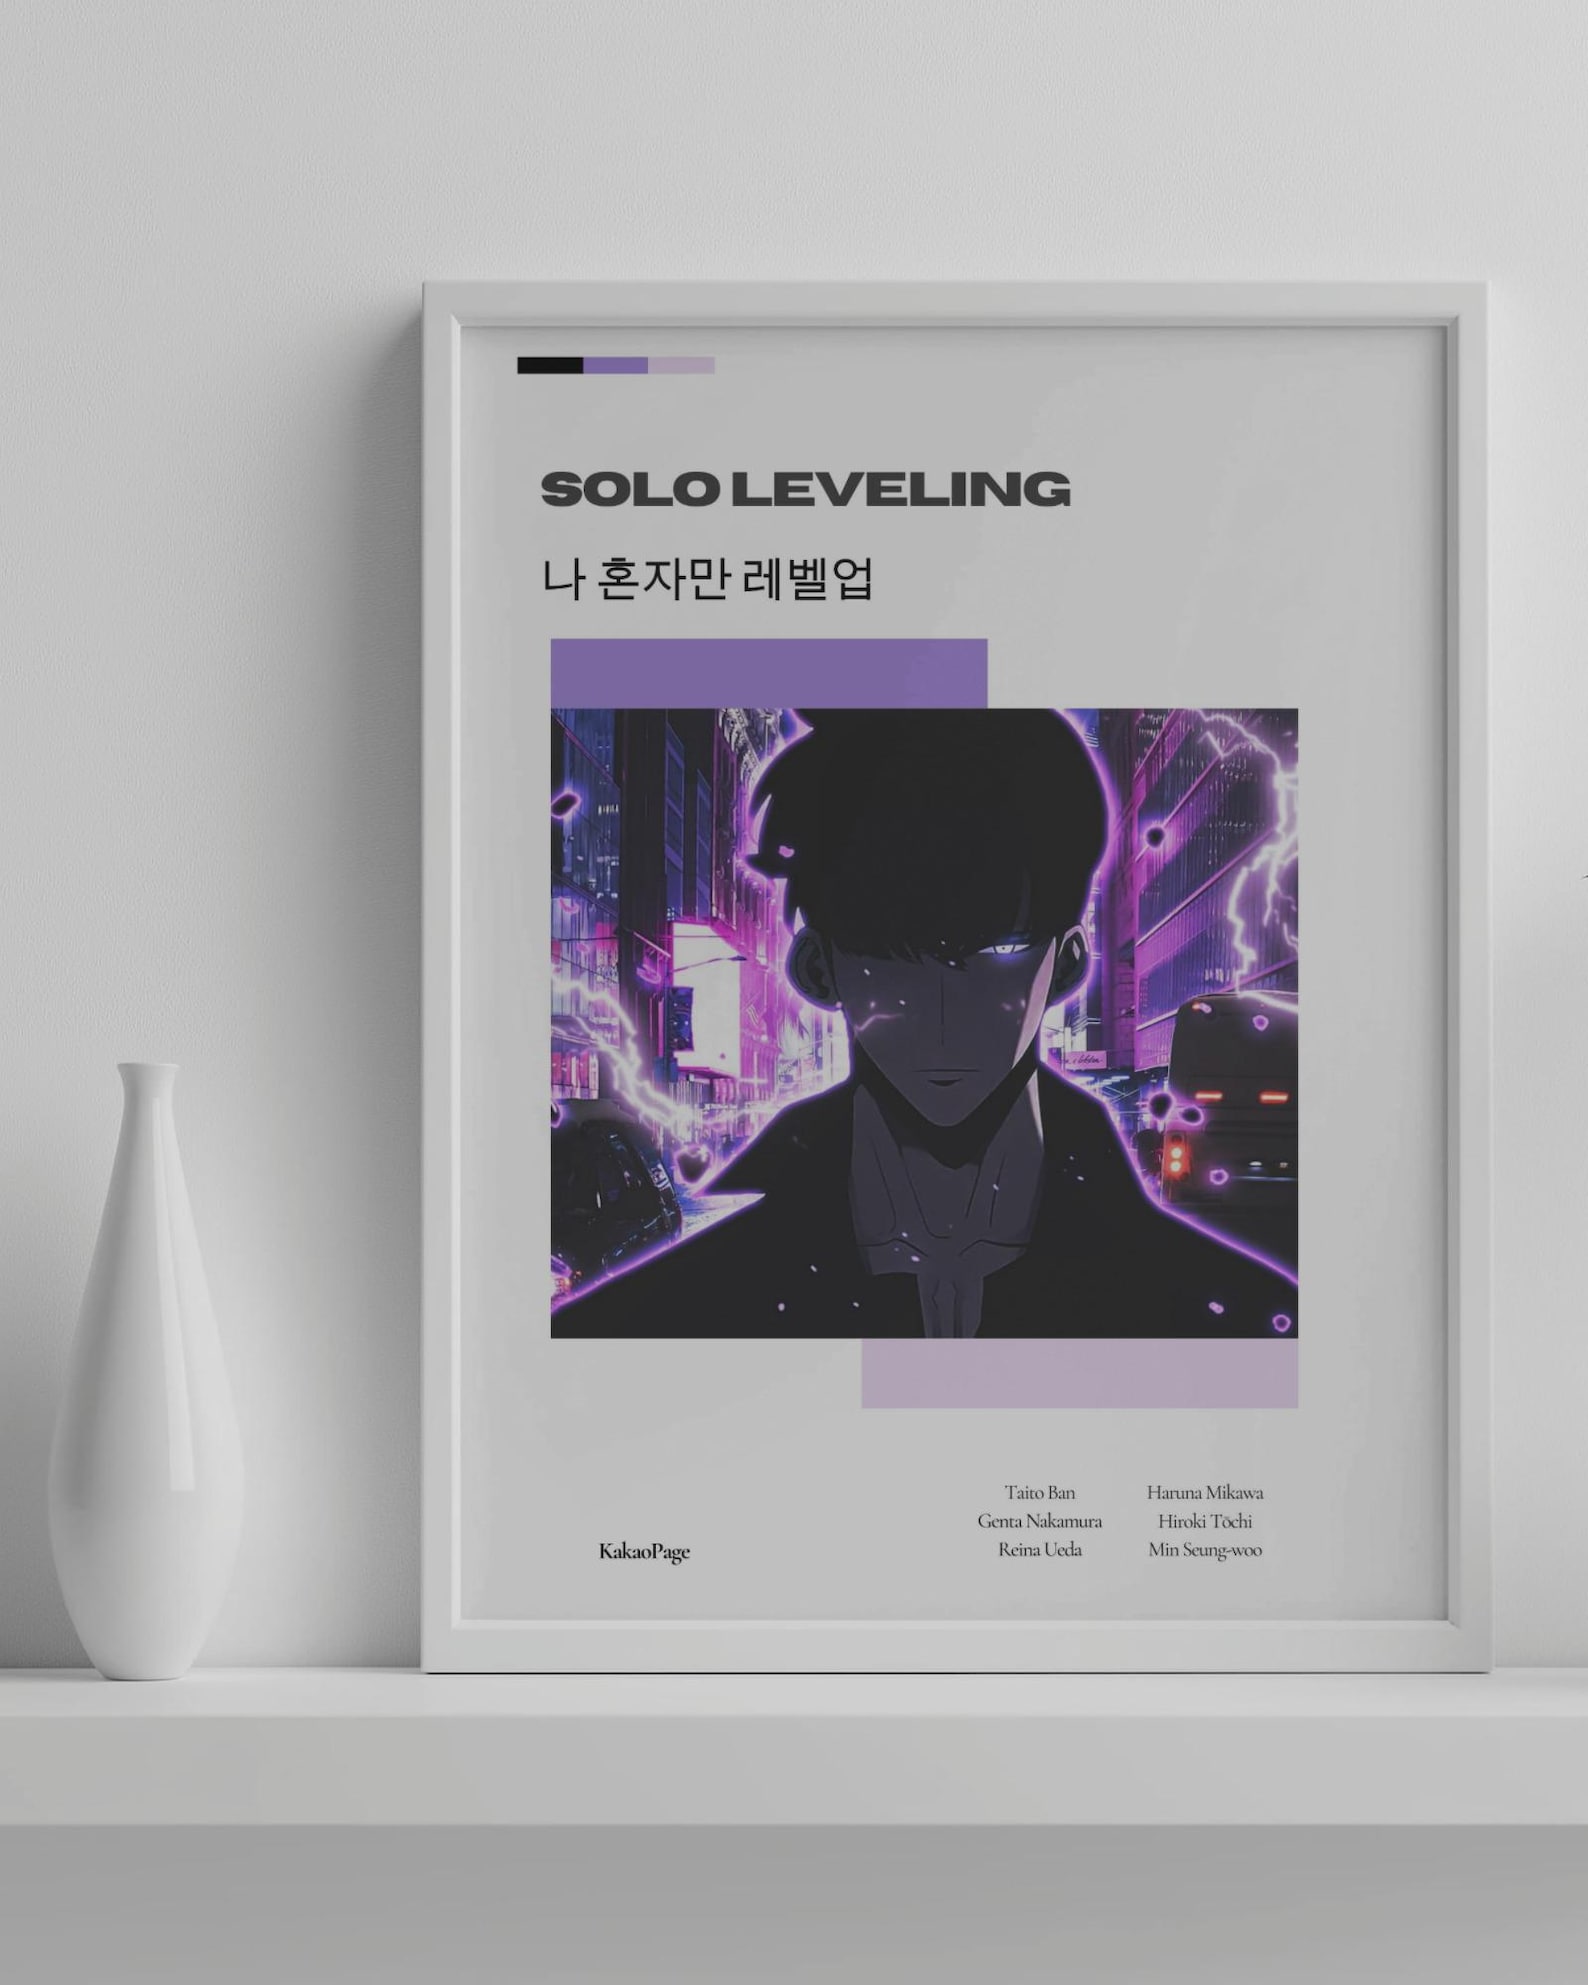 SOLO LEVELING
나 혼자만 레벨업
Taito Ban
Genta Nakamura
Reina Ueda
Haruna Mikawa
Hiroki Tōchi
Min Seung-woo
KakaoPage